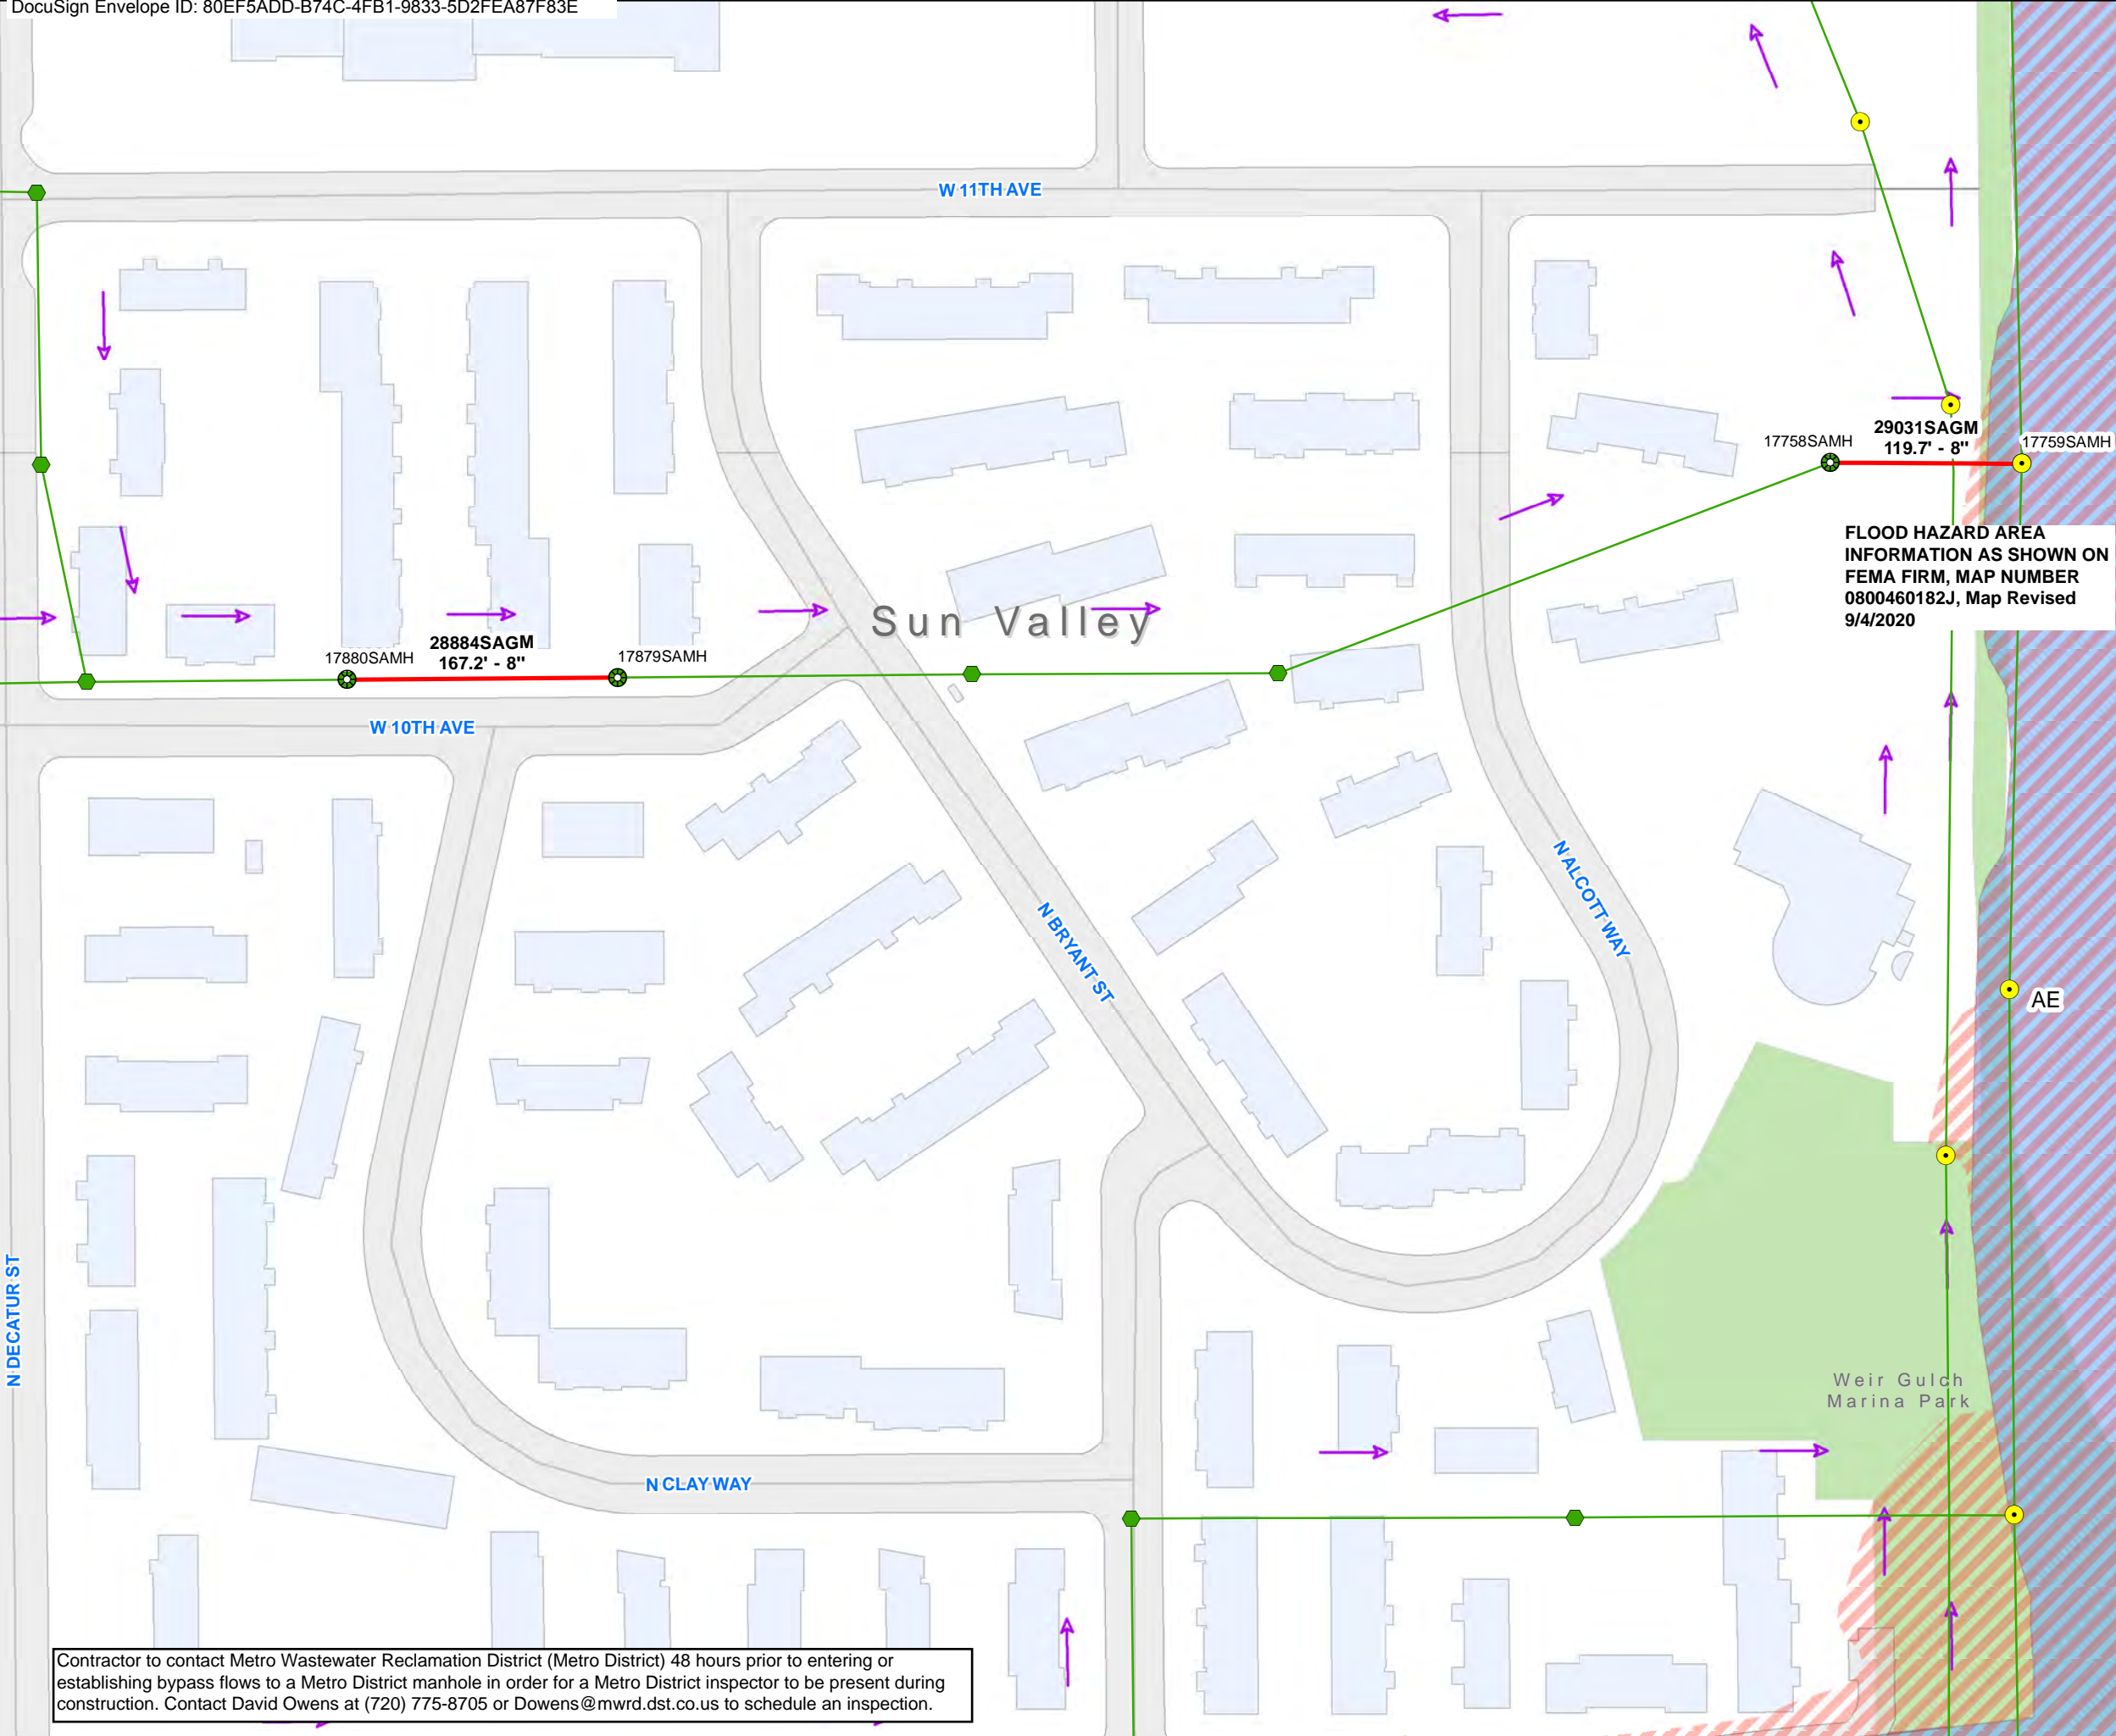 DocuSign Envelope ID: 80EF5ADD-B74C-4FB1-9833-5D2FEA87F83E
W 11TH AVE
29031SAGM
119.7' - 8"
17758SAMH
17759SAMH
FLOOD HAZARD AREA
INFORMATION AS SHOWN ON
FEMA FIRM, MAP NUMBER
0800460182J, Map Revised
9/4/2020
Sun Valley
28884SAGM
167.2' - 8"
17880SAMH
17879SAMH
W 10TH AVE
N ALCOTT WAY
N BRYANT ST
AE
N DECATUR ST
Weir Gulch
Marina Park
N CLAY WAY
Contractor to contact Metro Wastewater Reclamation District (Metro District) 48 hours prior to entering or
establishing bypass flows to a Metro District manhole in order for a Metro District inspector to be present during
construction. Contact David Owens at (720) 775-8705 or Dowens@mwrd.dst.co.us to schedule an inspection.